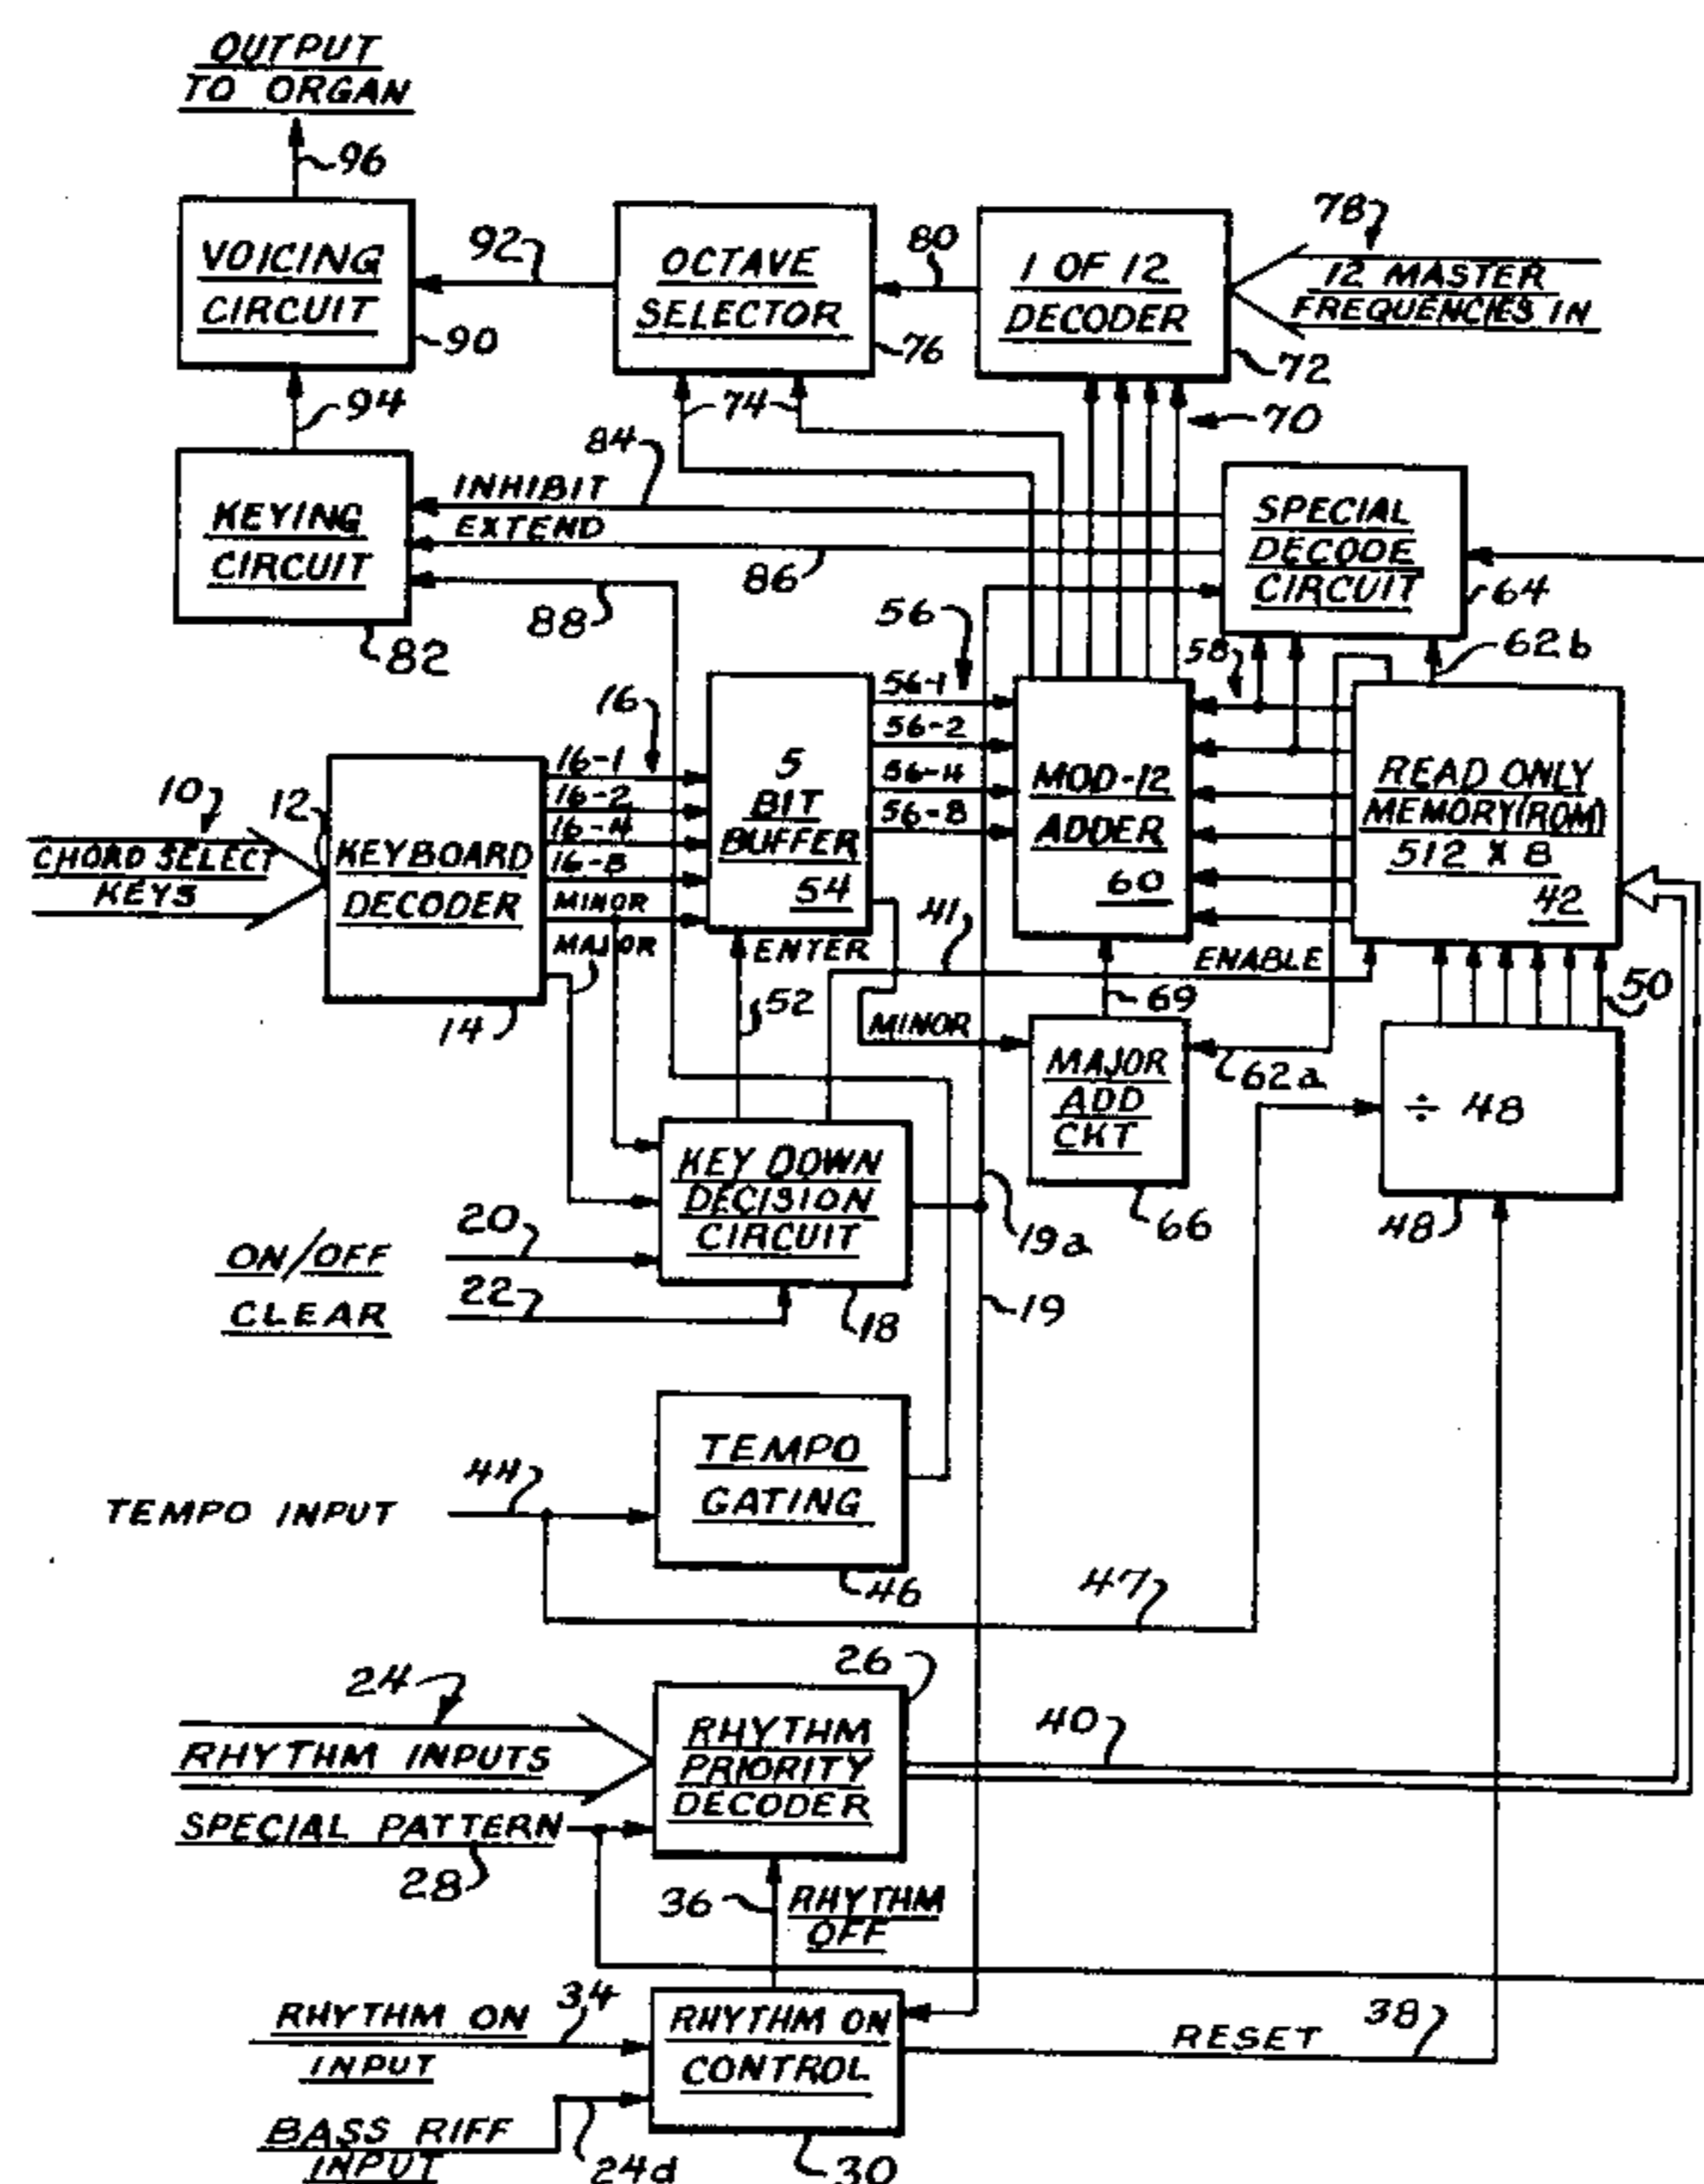 OUTPUT
TO ORGAN
96
VOICING
CIRCUIT
90
92
OCTAVE
SELECTOR
76
80
1 OF 12
DECODER
72
78
12 MASTER
FREQUENCIES IN
94
74
70
84
INHIBIT
EXTEND
86
88
KEYING
CIRCUIT
82
SPECIAL
DECODE
CIRCUIT
64
62b
56
58
16
56-1
56-2
56-4
56-8
5
BIT
BUFFER
54
MOD-12
ADDER
60
READ ONLY
MEMORY (ROM)
512 X 8
42
10
12
CHORD SELECT
KEYS
KEYBOARD
DECODER
14
16-1
16-2
16-4
16-8
MINOR
MAJOR
ENTER
52
41
ENABLE
69
50
MINOR
MAJOR
ADD
CKT
66
62a
÷ 48
48
KEY DOWN
DECISION
CIRCUIT
18
19a
19
20
ON/OFF
22
CLEAR
TEMPO INPUT
44
TEMPO
GATING
46
47
24
RHYTHM INPUTS
SPECIAL PATTERN
28
26
RHYTHM
PRIORITY
DECODER
40
36
RHYTHM
OFF
RHYTHM ON
INPUT
34
RHYTHM ON
CONTROL
30
RESET
38
BASS RIFF
INPUT
24d